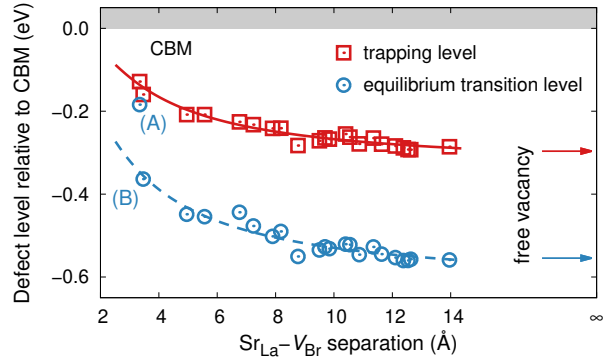 Defect level relative to CBM (eV)
0.0
−0.2
−0.4
−0.6
CBM
trapping level
equilibrium transition level
(A)
(B)
free vacancy
2 4 6 8 10 12 14 ∞
Sr_La−V_Br separation (Å)